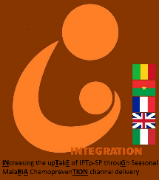 INTEGRATION
INcreasing the upTakE of IPTp-SP throuGh Seasonal
MalaRIA ChemoprevenTION channel delivery